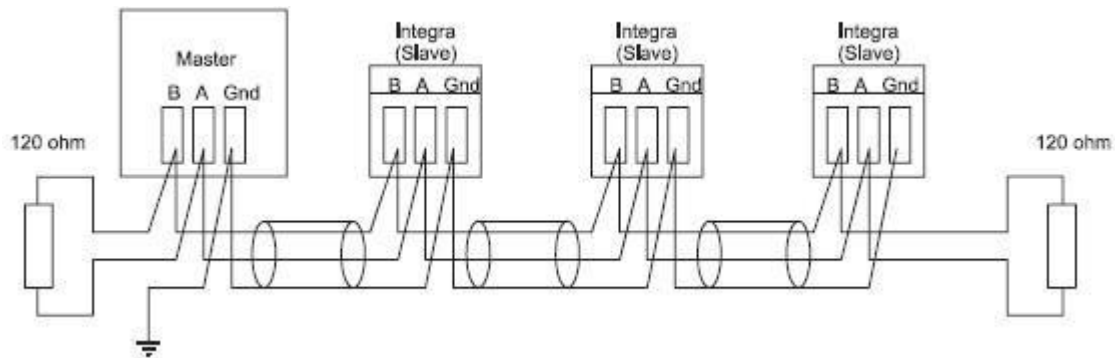 Master
B A Gnd
Integra
(Slave)
B A Gnd
Integra
(Slave)
B A Gnd
Integra
(Slave)
B A Gnd
120 ohm
120 ohm